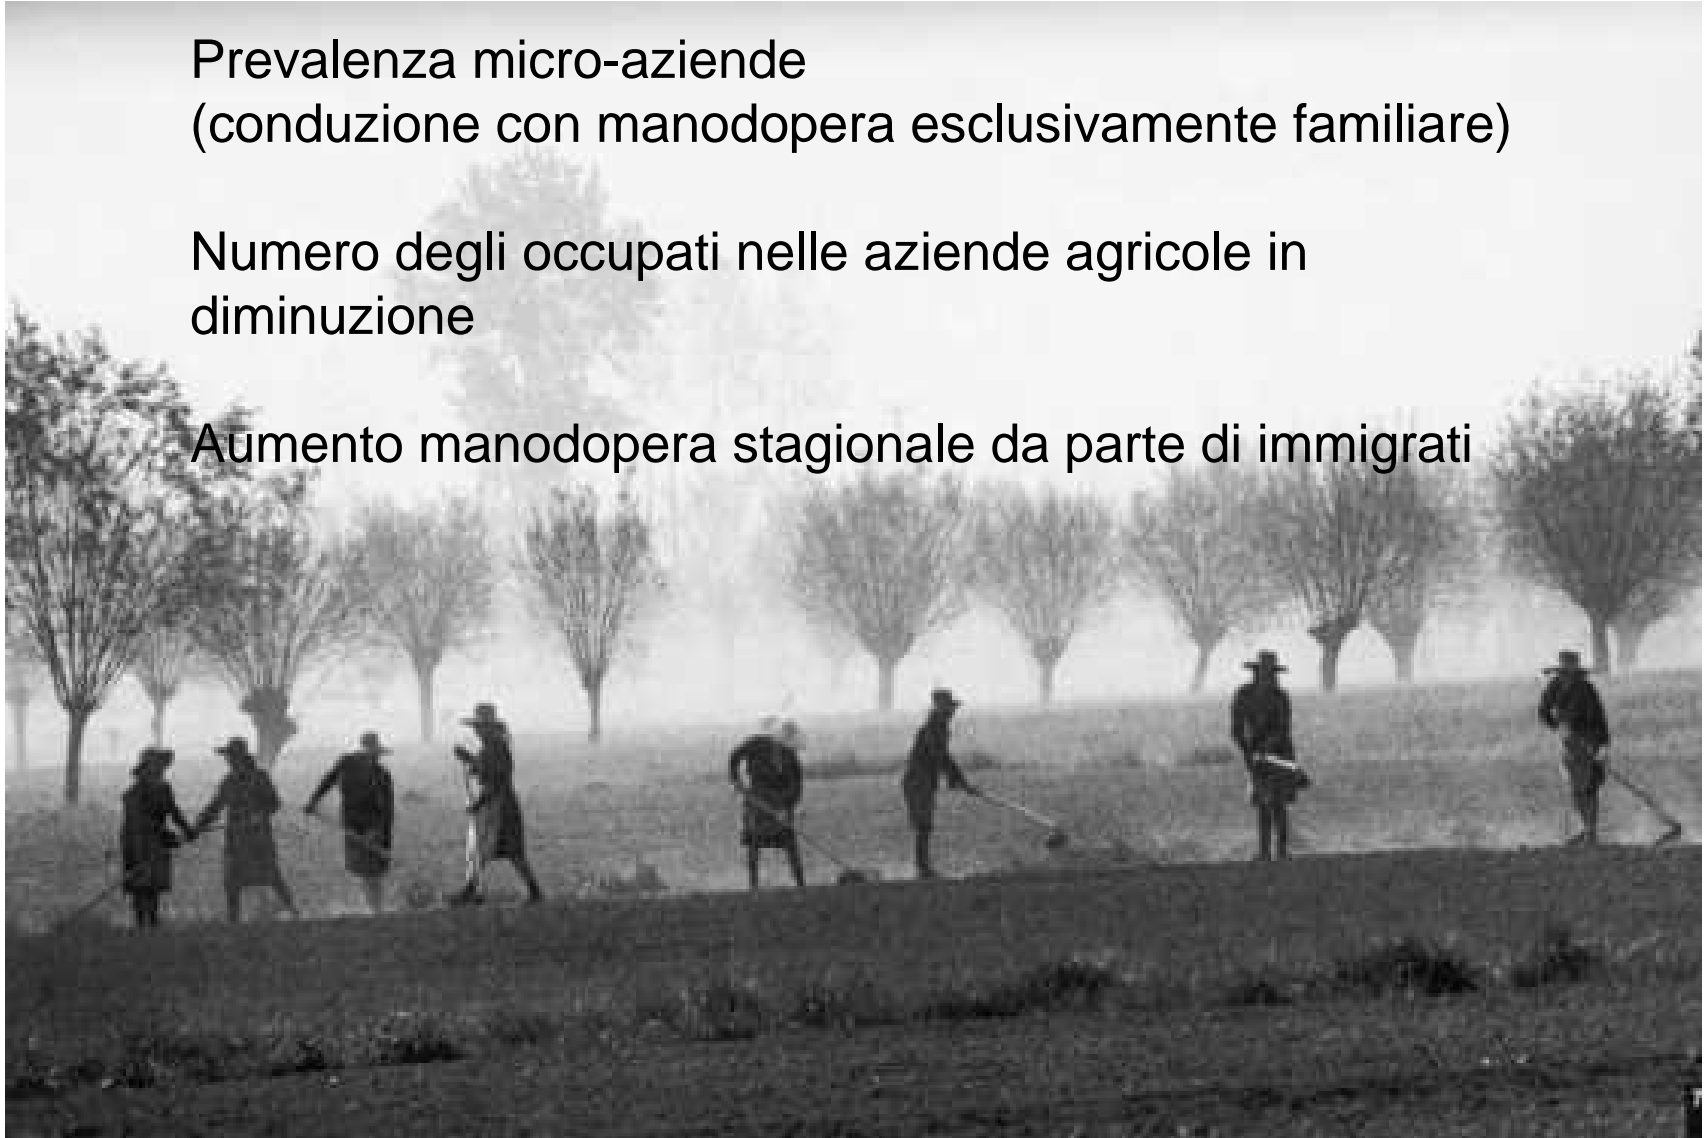 Prevalenza micro-aziende
(conduzione con manodopera esclusivamente familiare)
Numero degli occupati nelle aziende agricole in
diminuzione
Aumento manodopera stagionale da parte di immigrati